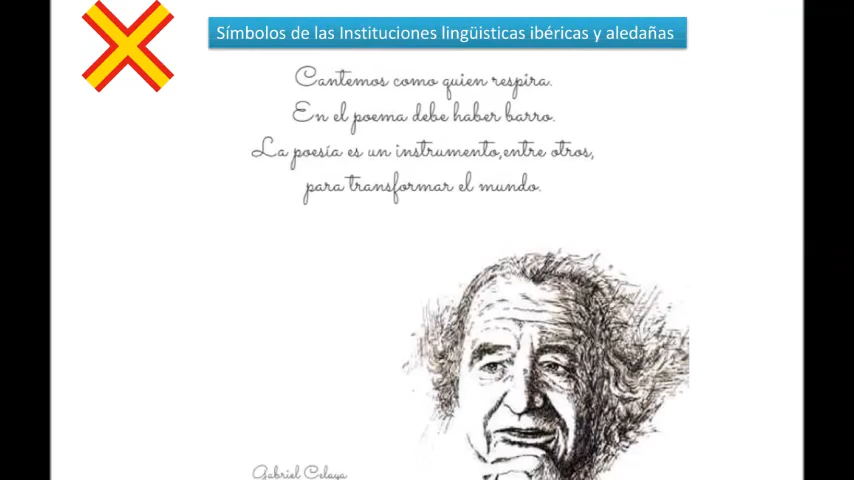 Símbolos de las Instituciones lingüisticas ibéricas y aledañas
Cantemos como quien respira.
En el poema debe haber barro.
La poesía es un instrumento,entre otros,
para transformar el mundo.
Gabriel Celaya